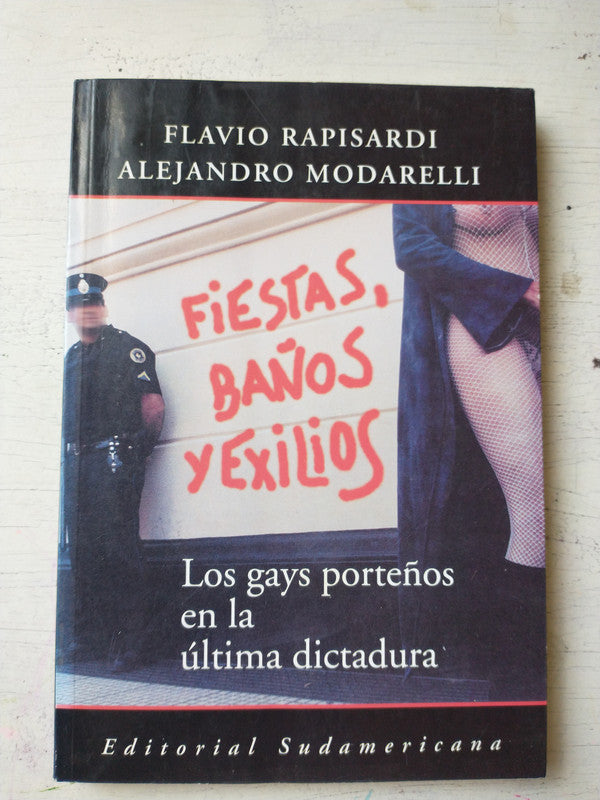 FLAVIO RAPISARDI
ALEJANDRO MODARELLI
FIESTAS,
BAÑOS
Y EXILIOS
Los gays porteños
en la
última dictadura
Editorial Sudamericana